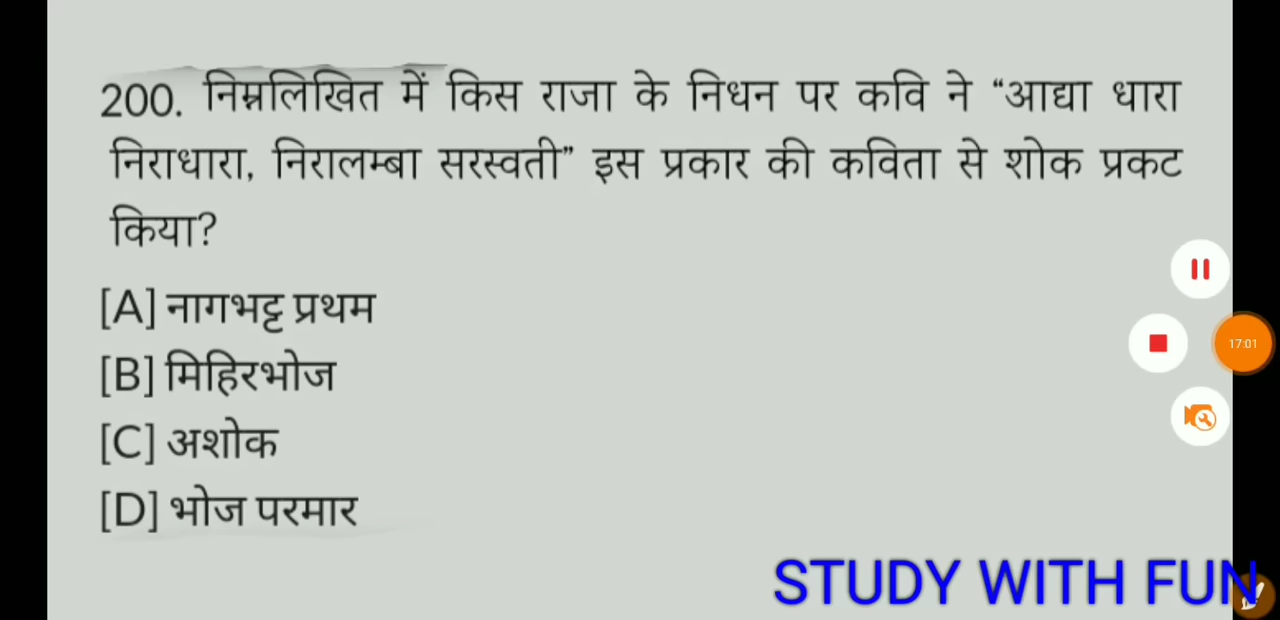 200. निम्नलिखित में किस राजा के निधन पर कवि ने “आद्या धारा
निराधारा, निरालम्बा सरस्वती” इस प्रकार की कविता से शोक प्रकट
किया?
[A] नागभट्ट प्रथम
[B] मिहिरभोज
17:01
[C] अशोक
[D] भोज परमार
STUDY WITH FUN